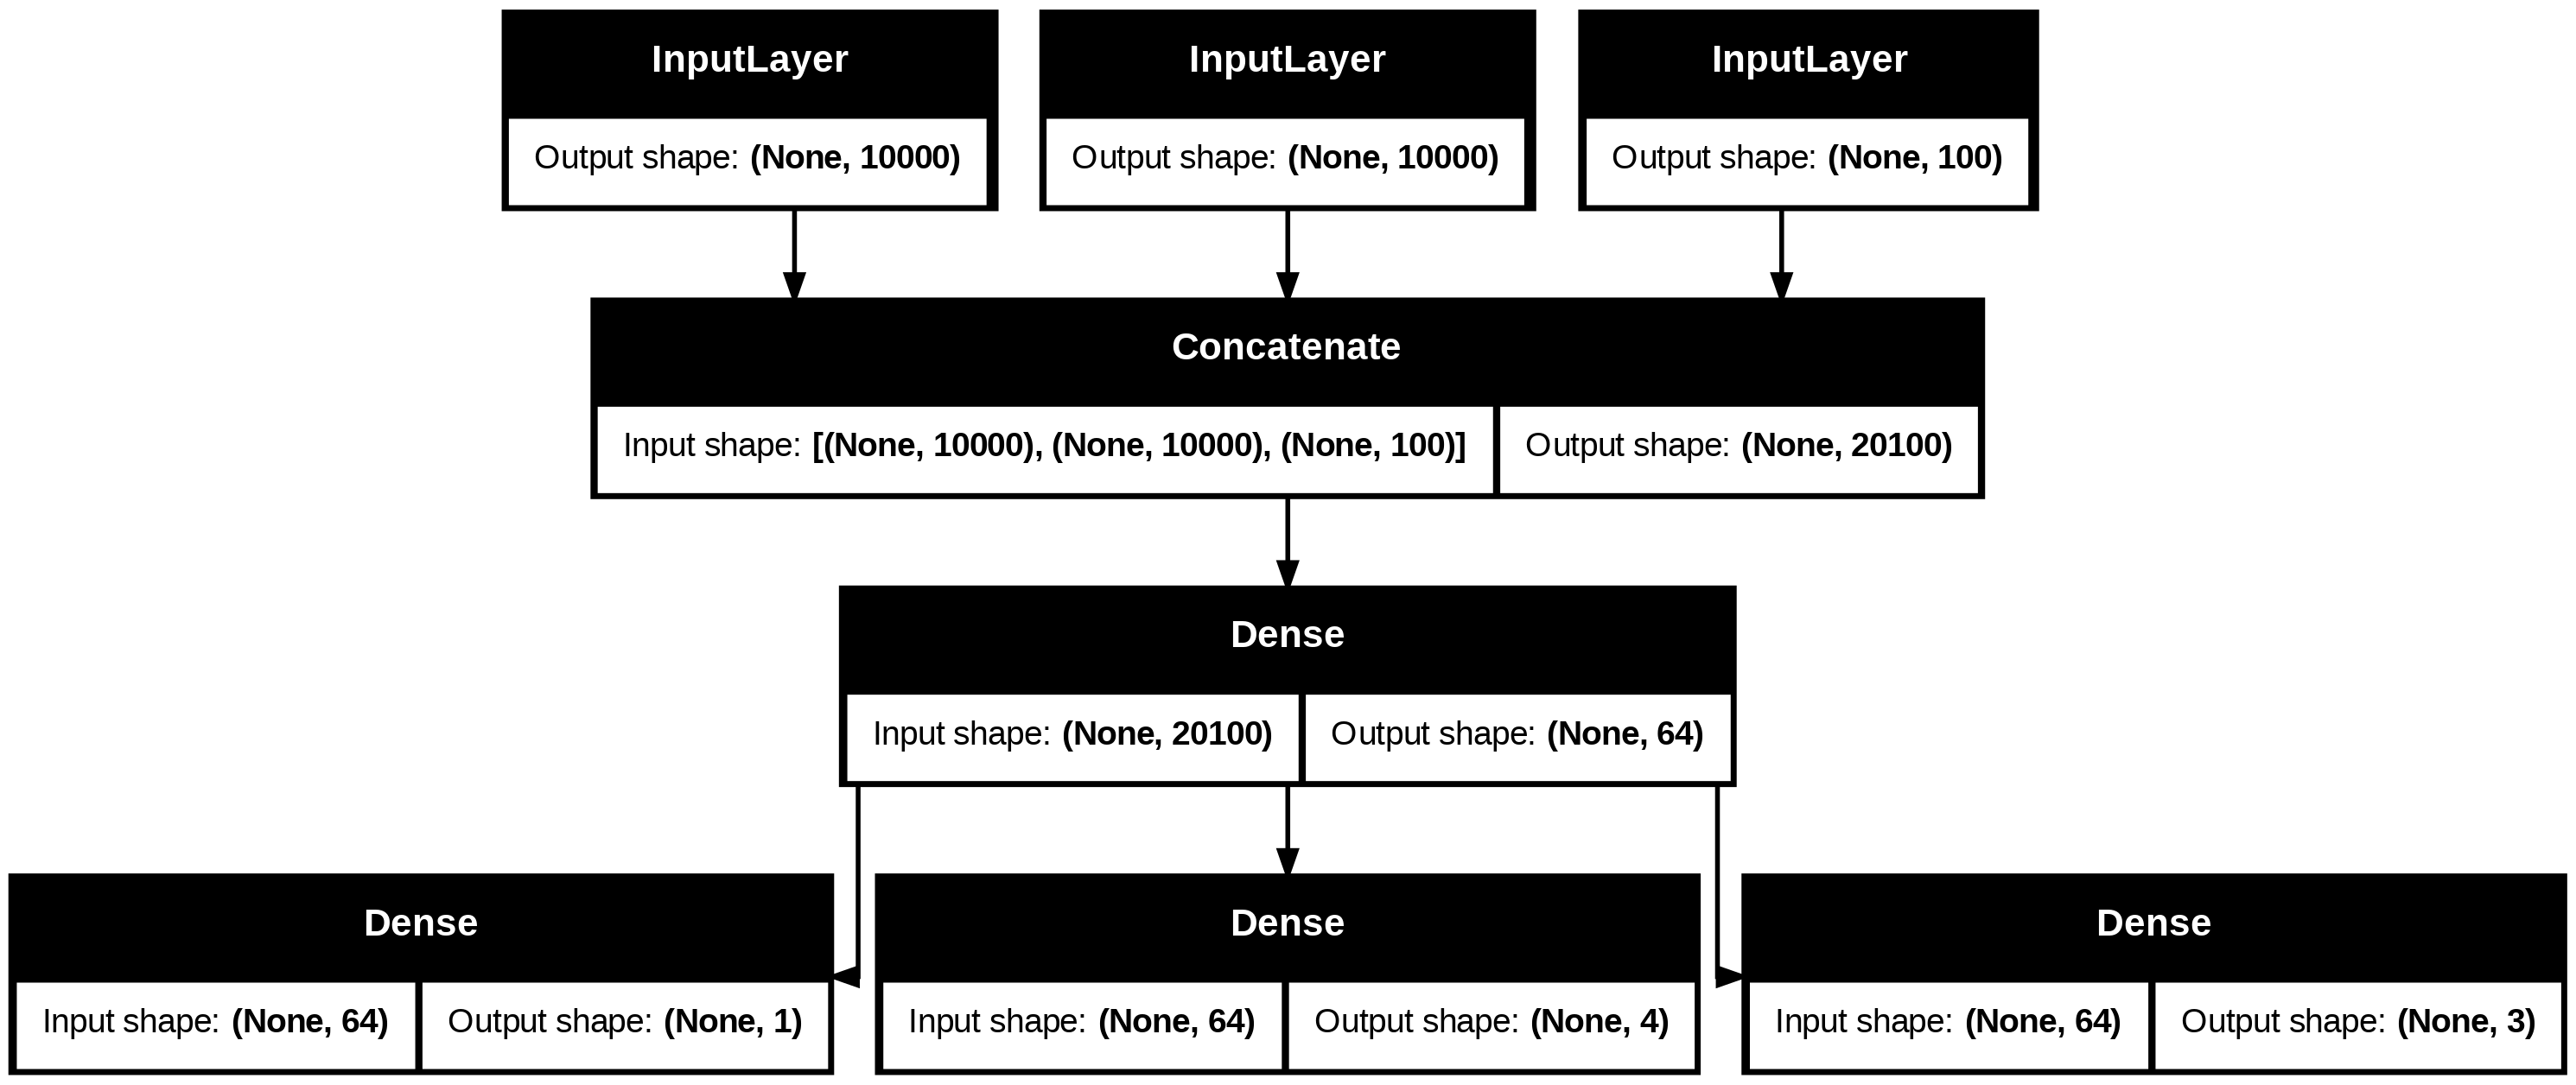 InputLayer
Output shape: (None, 10000)
InputLayer
Output shape: (None, 10000)
InputLayer
Output shape: (None, 100)
Concatenate
Input shape: [(None, 10000), (None, 10000), (None, 100)]
Output shape: (None, 20100)
Dense
Input shape: (None, 20100)
Output shape: (None, 64)
Dense
Input shape: (None, 64)
Output shape: (None, 1)
Dense
Input shape: (None, 64)
Output shape: (None, 4)
Dense
Input shape: (None, 64)
Output shape: (None, 3)